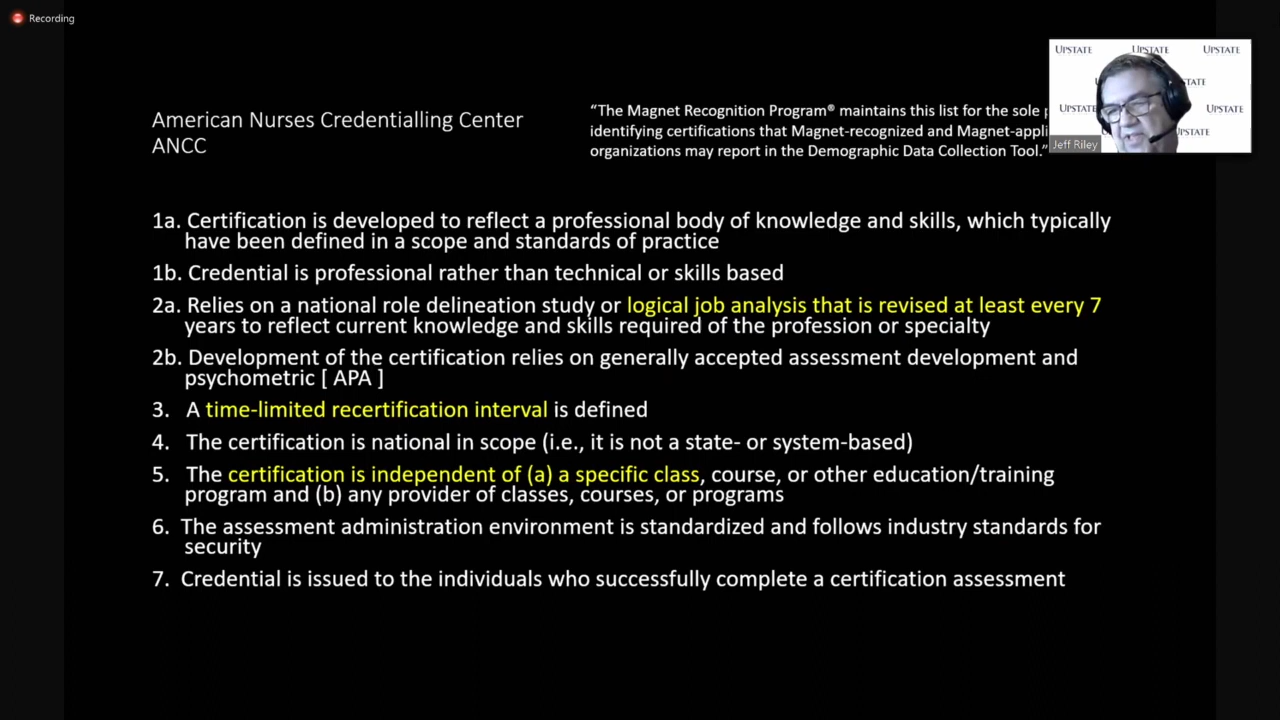 Recording
UPSTATE UPSTATE UPSTATE
American Nurses Credentialling Center
ANCC
“The Magnet Recognition Program® maintains this list for the sole
identifying certifications that Magnet-recognized and Magnet-appli
organizations may report in the Demographic Data Collection Tool.”
UPSTATE UPSTATE
Jeff Riley
1a. Certification is developed to reflect a professional body of knowledge and skills, which typically
have been defined in a scope and standards of practice
1b. Credential is professional rather than technical or skills based
2a. Relies on a national role delineation study or logical job analysis that is revised at least every 7
years to reflect current knowledge and skills required of the profession or specialty
2b. Development of the certification relies on generally accepted assessment development and
psychometric [ APA ]
3. A time-limited recertification interval is defined
4. The certification is national in scope (i.e., it is not a state- or system-based)
5. The certification is independent of (a) a specific class, course, or other education/training
program and (b) any provider of classes, courses, or programs
6. The assessment administration environment is standardized and follows industry standards for
security
7. Credential is issued to the individuals who successfully complete a certification assessment